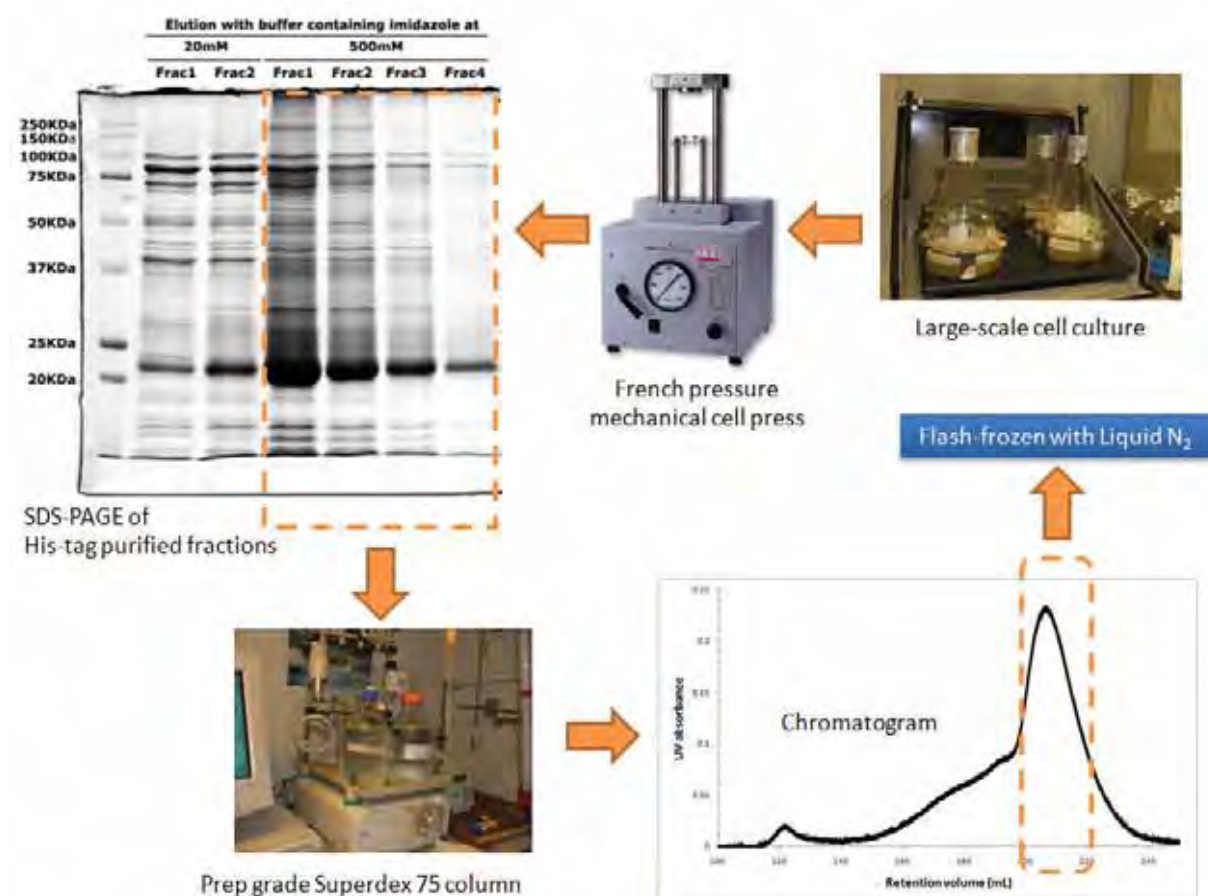 Elution with buffer containing imidazole at
20mM 500mM
Frac1 Frac2 Frac1 Frac2 Frac3 Frac4
250KDa
150KDa
100KDa
75KDa
50KDa
37KDa
25KDa
20KDa
SDS-PAGE of
His-tag purified fractions
French pressure
mechanical cell press
Large-scale cell culture
Flash-frozen with Liquid N₂
Prep grade Superdex 75 column
Chromatogram
UV absorbance
Retention volume (mL)